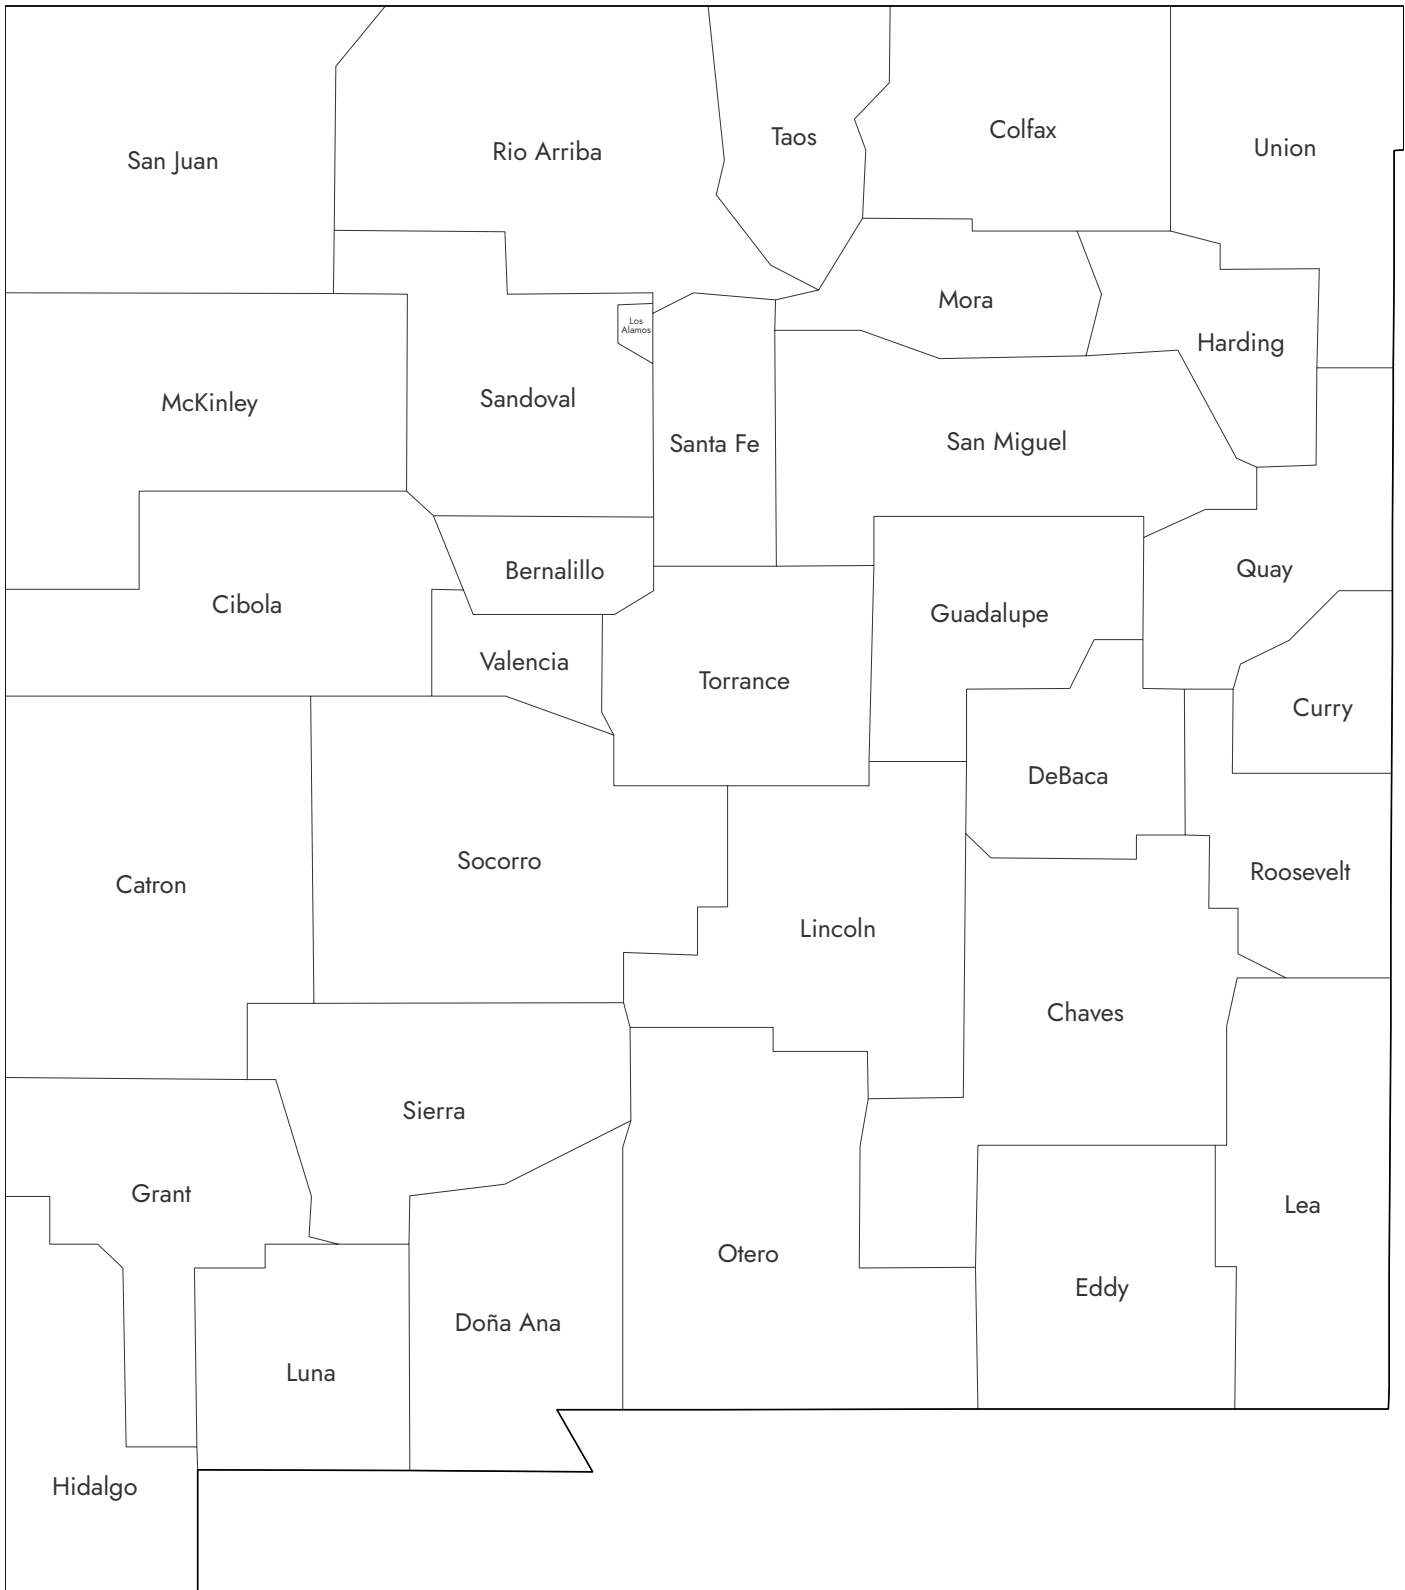 Taos
Colfax
Union
Rio Arriba
San Juan
Mora
Los
Alamos
Harding
Sandoval
McKinley
Santa Fe
San Miguel
Bernalillo
Quay
Cibola
Guadalupe
Valencia
Torrance
Curry
DeBaca
Socorro
Roosevelt
Catron
Lincoln
Chaves
Sierra
Grant
Lea
Otero
Eddy
Doña Ana
Luna
Hidalgo